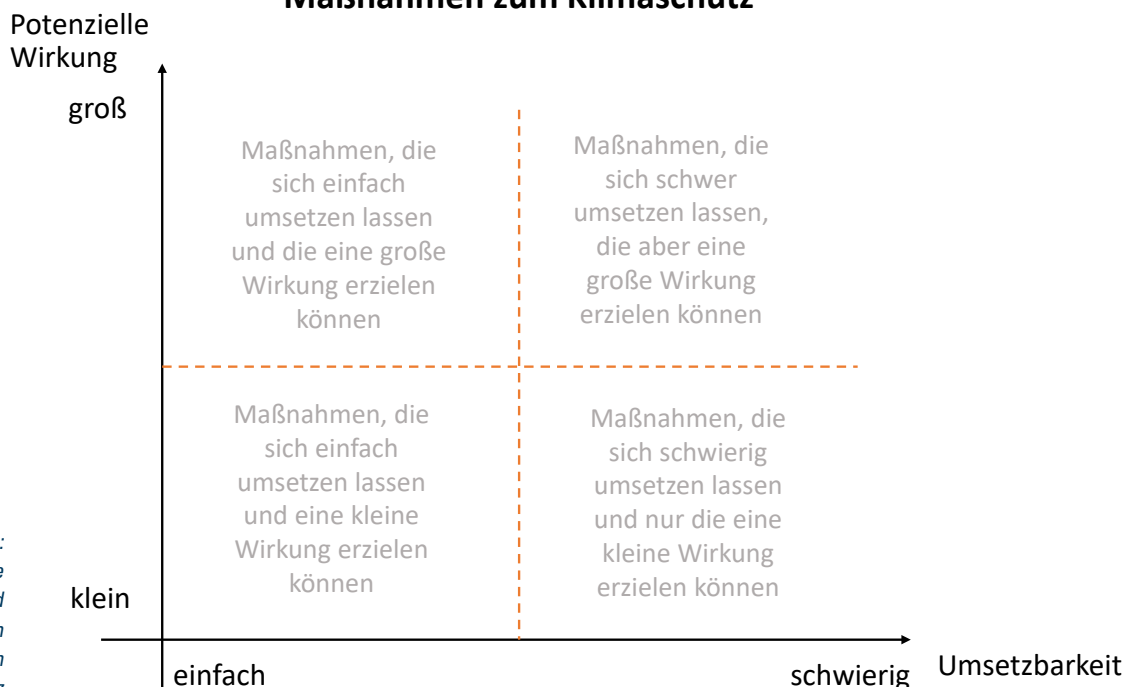 Maßnahmen zum Klimaschutz
Potenzielle
Wirkung
groß
Maßnahmen, die
sich einfach
umsetzen lassen
und die eine große
Wirkung erzielen
können
Maßnahmen, die
sich schwer
umsetzen lassen,
die aber eine
große Wirkung
erzielen können
Maßnahmen, die
sich einfach
umsetzen lassen
und eine kleine
Wirkung erzielen
können
Maßnahmen, die
sich schwierig
umsetzen lassen
und nur die eine
kleine Wirkung
erzielen können
klein
einfach
schwierig
Umsetzbarkeit